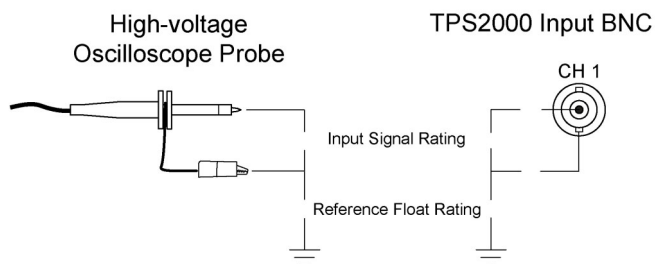 High-voltage
Oscilloscope Probe
TPS2000 Input BNC
CH 1
Input Signal Rating
Reference Float Rating